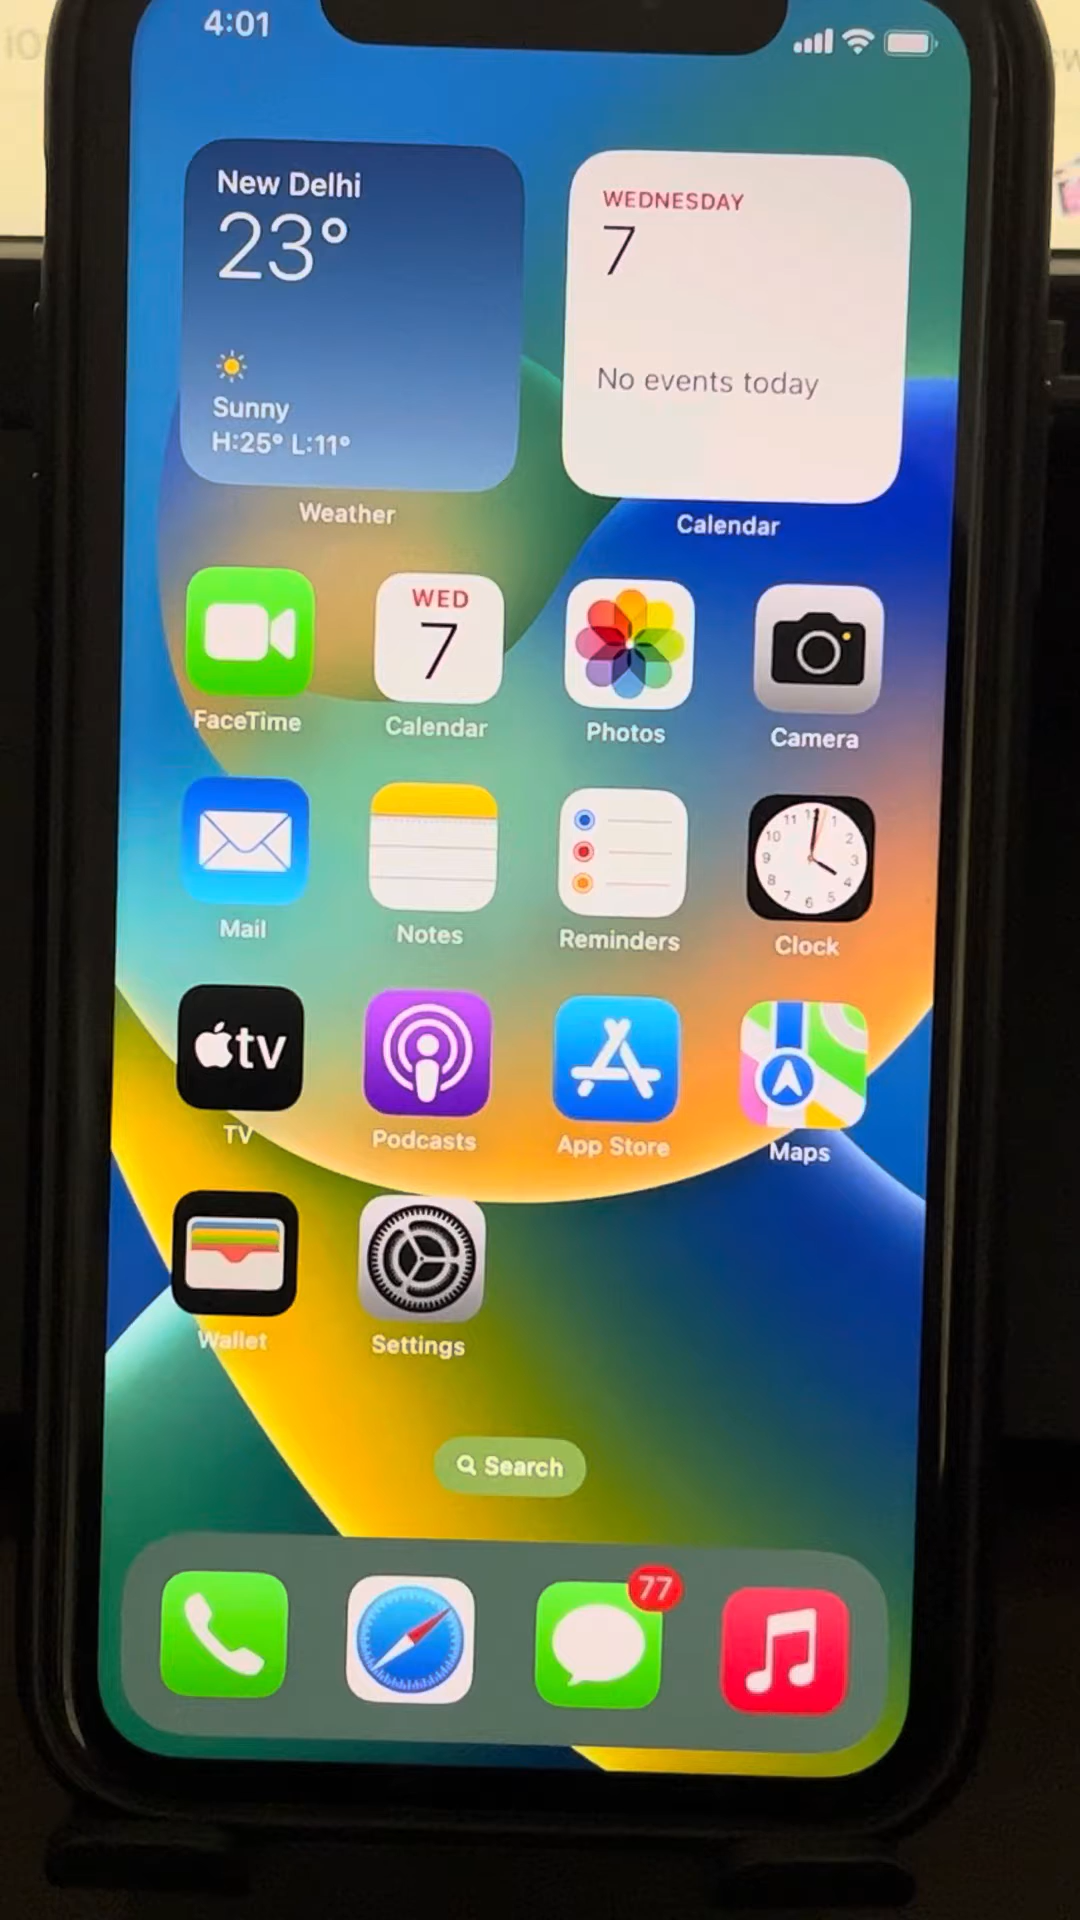 4:01
New Delhi
23°
Sunny
H:25° L:11°
Weather
WEDNESDAY
7
No events today
Calendar
FaceTime
WED
7
Calendar
Photos
Camera
Mail
Notes
Reminders
Clock
tv
TV
Podcasts
App Store
Maps
Wallet
Settings
Search
77